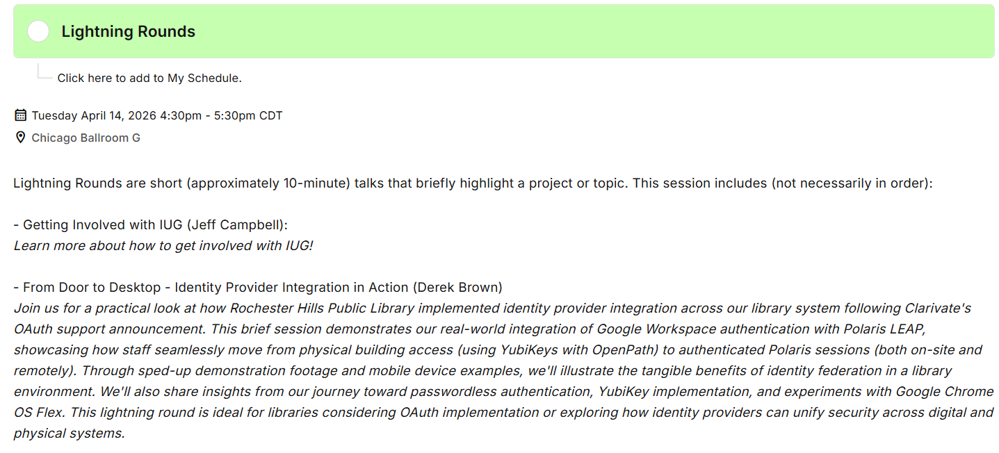 Lightning Rounds
Click here to add to My Schedule.
Tuesday April 14, 2026 4:30pm - 5:30pm CDT
Chicago Ballroom G
Lightning Rounds are short (approximately 10-minute) talks that briefly highlight a project or topic. This session includes (not necessarily in order):
- Getting Involved with IUG (Jeff Campbell):
Learn more about how to get involved with IUG!
- From Door to Desktop - Identity Provider Integration in Action (Derek Brown)
Join us for a practical look at how Rochester Hills Public Library implemented identity provider integration across our library system following Clarivate's
OAuth support announcement. This brief session demonstrates our real-world integration of Google Workspace authentication with Polaris LEAP,
showcasing how staff seamlessly move from physical building access (using YubiKeys with OpenPath) to authenticated Polaris sessions (both on-site and
remotely). Through sped-up demonstration footage and mobile device examples, we'll illustrate the tangible benefits of identity federation in a library
environment. We'll also share insights from our journey toward passwordless authentication, YubiKey implementation, and experiments with Google Chrome
OS Flex. This lightning round is ideal for libraries considering OAuth implementation or exploring how identity providers can unify security across digital and
physical systems.